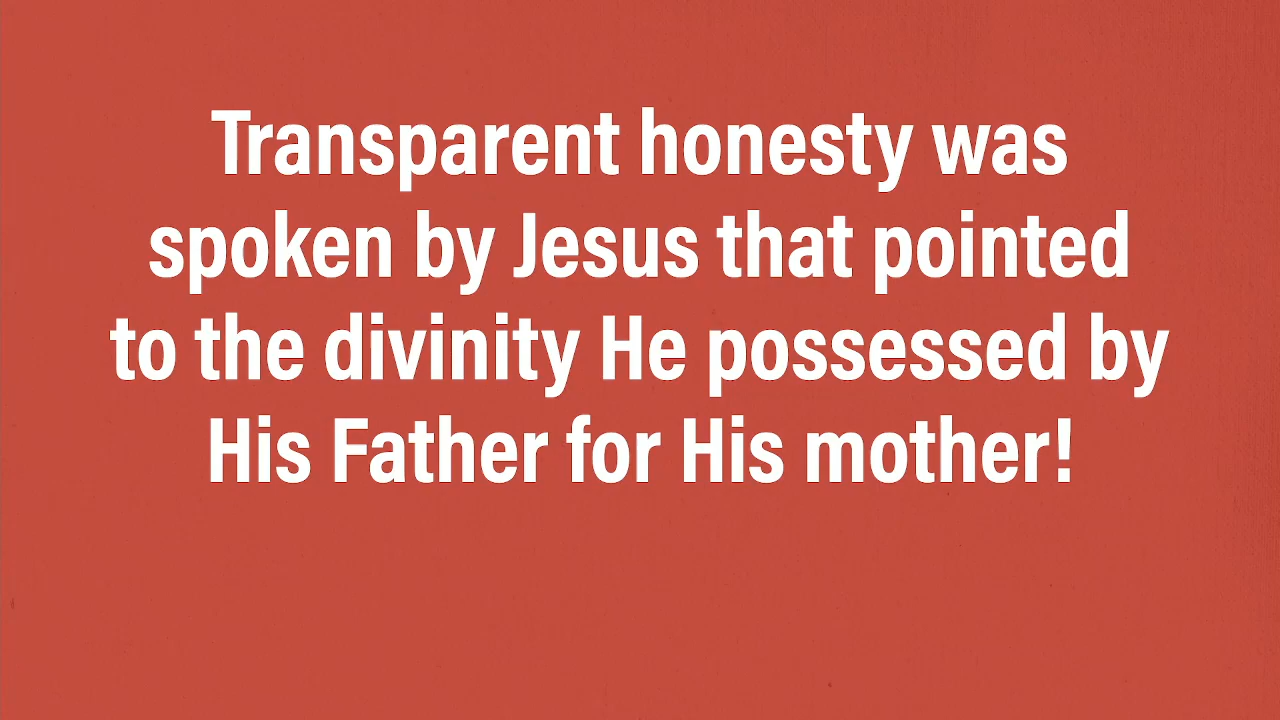 Transparent honesty was
spoken by Jesus that pointed
to the divinity He possessed by
His Father for His mother!